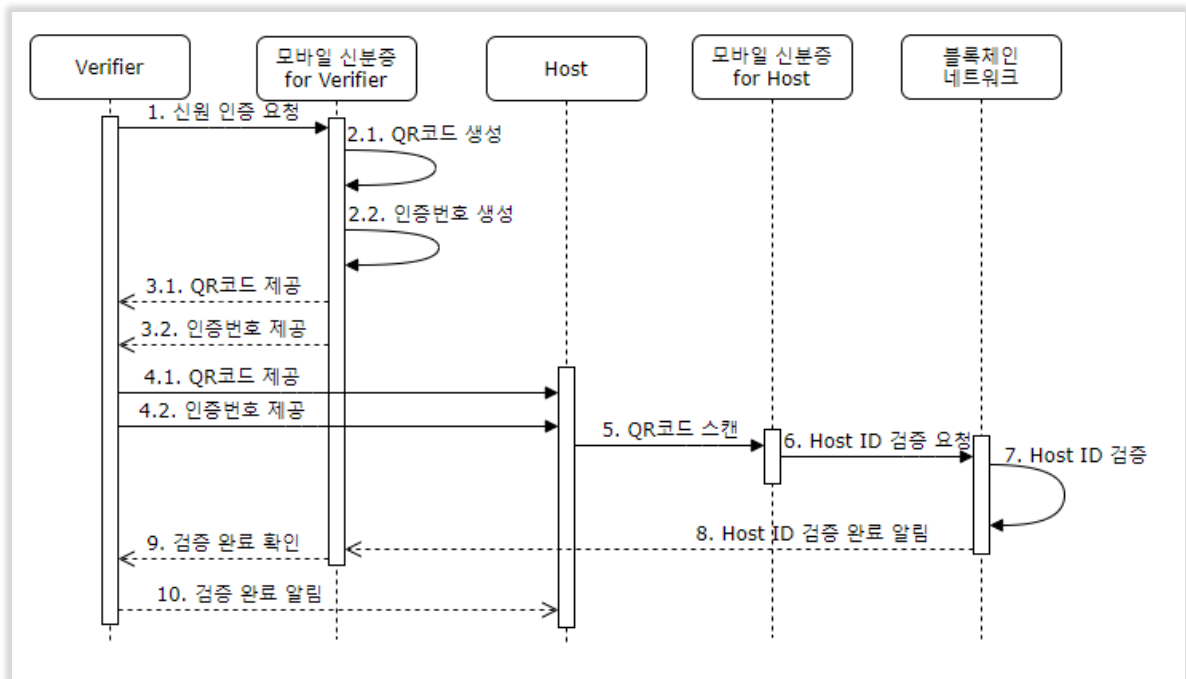 Verifier
모바일 신분증
for Verifier
Host
모바일 신분증
for Host
블록체인
네트워크
1. 신원 인증 요청
2.1. QR코드 생성
2.2. 인증번호 생성
3.1. QR코드 제공
3.2. 인증번호 제공
4.1. QR코드 제공
4.2. 인증번호 제공
5. QR코드 스캔
6. Host ID 검증 요청
7. Host ID 검증
8. Host ID 검증 완료 알림
9. 검증 완료 확인
10. 검증 완료 알림